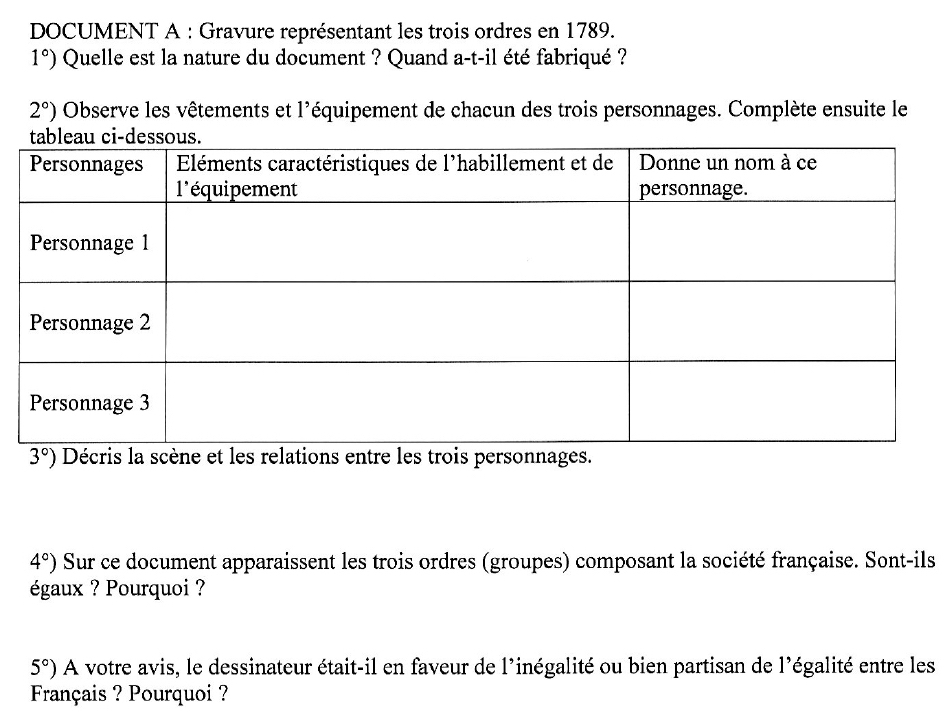 DOCUMENT A : Gravure représentant les trois ordres en 1789.
1°) Quelle est la nature du document ? Quand a-t-il été fabriqué ?
2°) Observe les vêtements et l'équipement de chacun des trois personnages. Complète ensuite le
tableau ci-dessous.
Personnages
Eléments caractéristiques de l'habillement et de
l'équipement
Donne un nom à ce
personnage.
Personnage 1
Personnage 2
Personnage 3
3°) Décris la scène et les relations entre les trois personnages.
4°) Sur ce document apparaissent les trois ordres (groupes) composant la société française. Sont-ils
égaux ? Pourquoi ?
5°) A votre avis, le dessinateur était-il en faveur de l'inégalité ou bien partisan de l'égalité entre les
Français ? Pourquoi ?